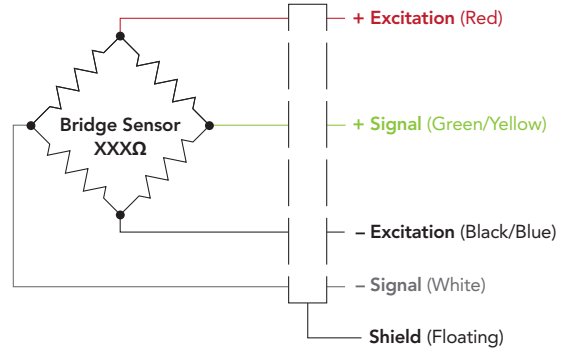 + Excitation (Red)
+ Signal (Green/Yellow)
Bridge Sensor
XXXΩ
– Excitation (Black/Blue)
– Signal (White)
Shield (Floating)